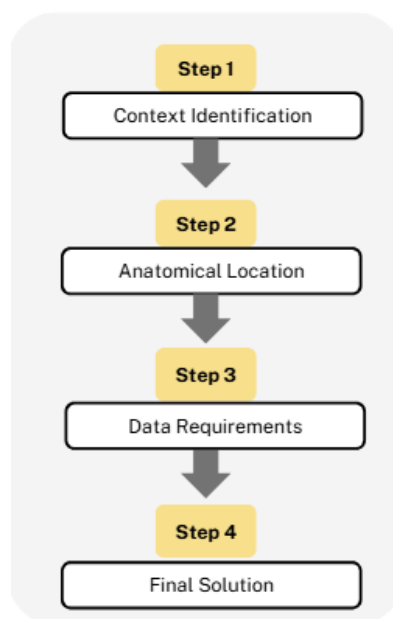 Step 1
Context Identification
Step 2
Anatomical Location
Step 3
Data Requirements
Step 4
Final Solution